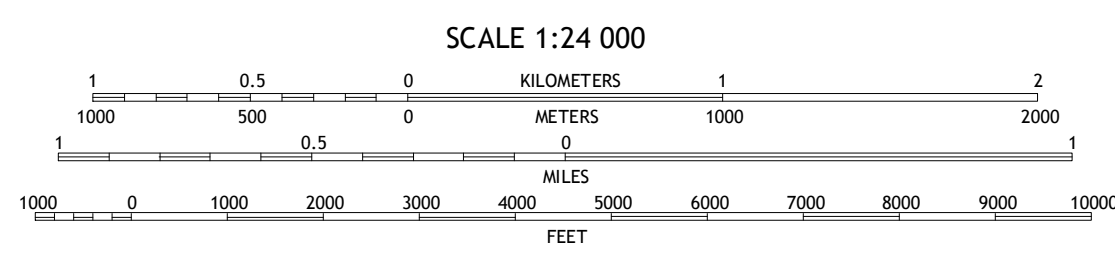 SCALE 1:24 000
1 0.5 0 KILOMETERS 1 2
1000 500 0 METERS 1000 2000
1 0.5 0 1
MILES
1000 0 1000 2000 3000 4000 5000 6000 7000 8000 9000 10000
FEET